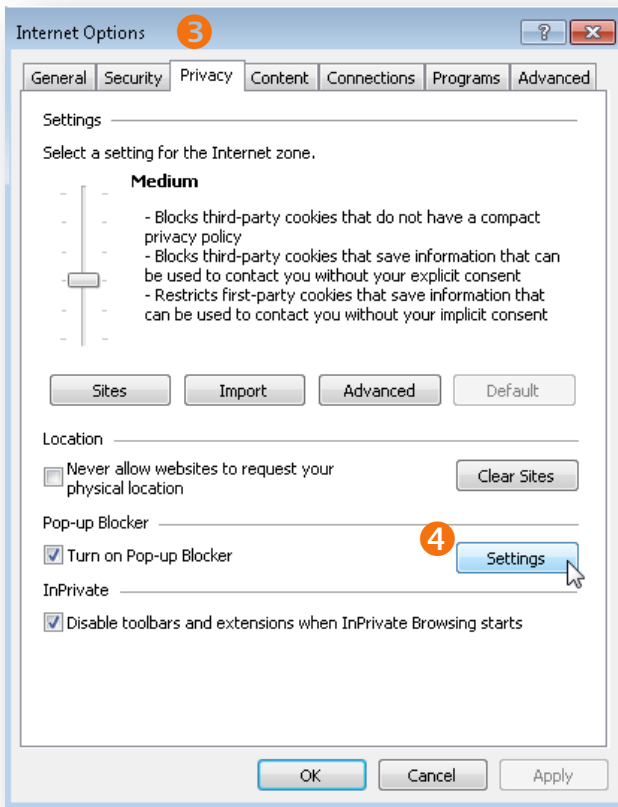 Internet Options 3
General Security Privacy Content Connections Programs Advanced
Settings
Select a setting for the Internet zone.
Medium
- Blocks third-party cookies that do not have a compact
privacy policy
- Blocks third-party cookies that save information that can
be used to contact you without your explicit consent
- Restricts first-party cookies that save information that
can be used to contact you without your implicit consent
Sites Import Advanced Default
Location
Never allow websites to request your
physical location
Clear Sites
Pop-up Blocker
4
Turn on Pop-up Blocker Settings
InPrivate
Disable toolbars and extensions when InPrivate Browsing starts
OK Cancel Apply